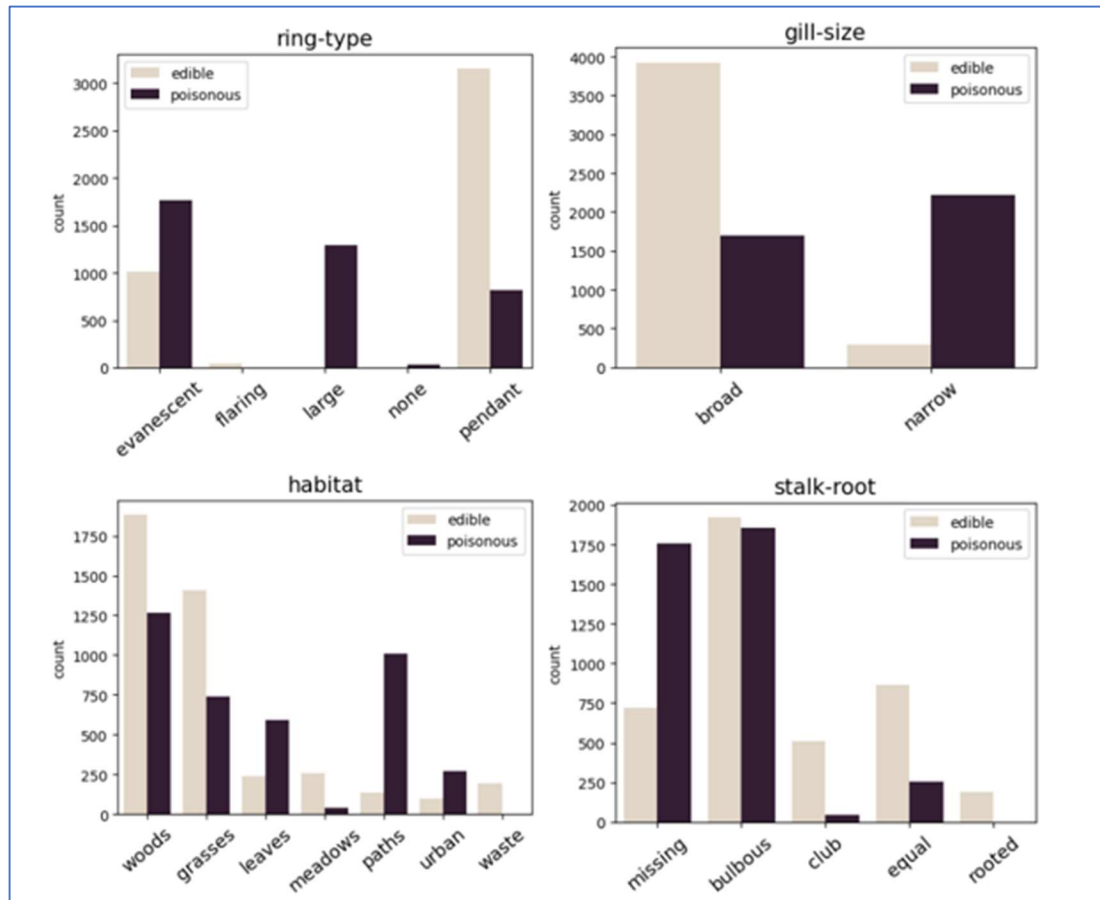 ring-type
edible
poisonous
3000
2500
2000
1500
1000
500
0
count
evanescent
flaring
large
none
pendant
gill-size
edible
poisonous
4000
3500
3000
2500
2000
1500
1000
500
0
count
broad
narrow
habitat
edible
poisonous
1750
1500
1250
1000
750
500
250
0
count
woods
grasses
leaves
meadows
paths
urban
waste
stalk-root
edible
poisonous
2000
1750
1500
1250
1000
750
500
250
0
count
missing
bulbous
club
equal
rooted